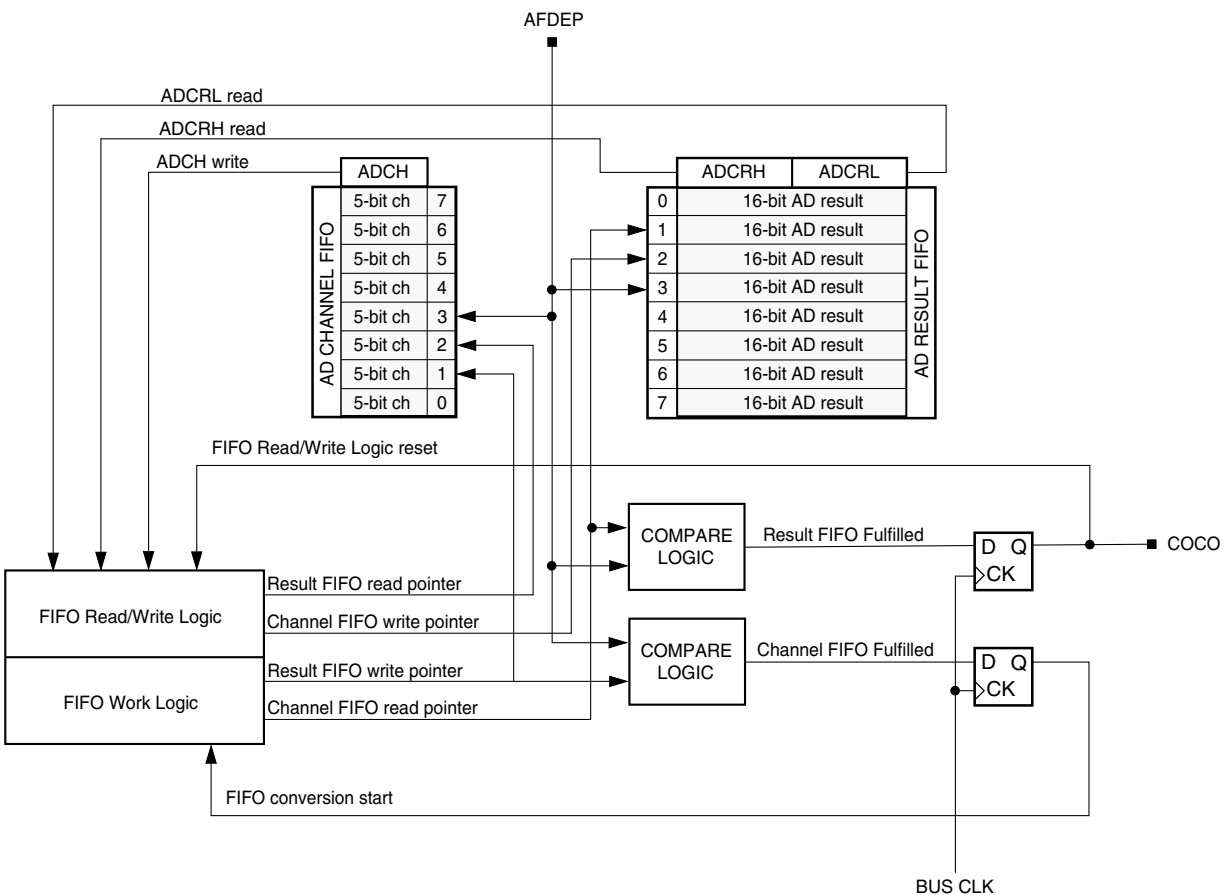 AFDEP
ADCRL read
ADCRH read
ADCH write
ADCH
ADCRH ADCRL
AD CHANNEL FIFO
5-bit ch 7
5-bit ch 6
5-bit ch 5
5-bit ch 4
5-bit ch 3
5-bit ch 2
5-bit ch 1
5-bit ch 0
0 16-bit AD result
1 16-bit AD result
2 16-bit AD result
3 16-bit AD result
4 16-bit AD result
5 16-bit AD result
6 16-bit AD result
7 16-bit AD result
AD RESULT FIFO
FIFO Read/Write Logic reset
COMPARE
LOGIC
Result FIFO Fulfilled
D Q
CK
COCO
FIFO Read/Write Logic
Result FIFO read pointer
Channel FIFO write pointer
COMPARE
LOGIC
Channel FIFO Fulfilled
D Q
CK
FIFO Work Logic
Result FIFO write pointer
Channel FIFO read pointer
FIFO conversion start
BUS CLK